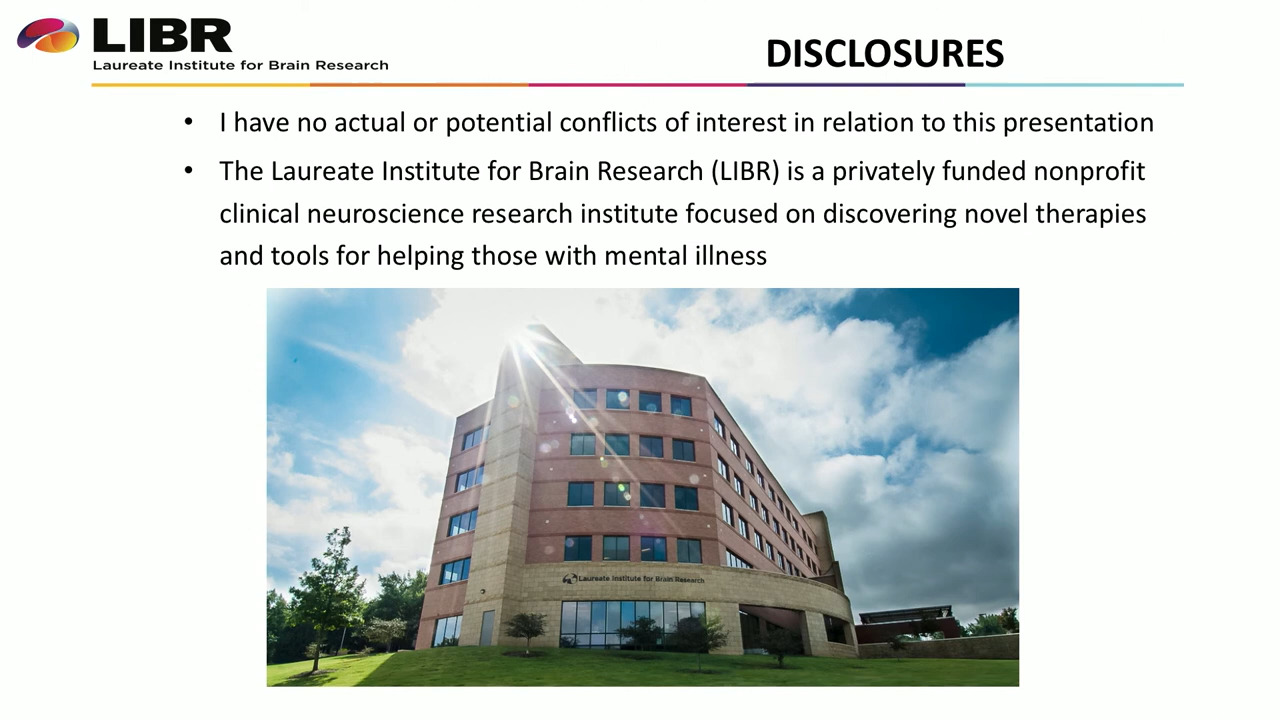 LIBR
Laureate Institute for Brain Research
DISCLOSURES
• I have no actual or potential conflicts of interest in relation to this presentation
• The Laureate Institute for Brain Research (LIBR) is a privately funded nonprofit
clinical neuroscience research institute focused on discovering novel therapies
and tools for helping those with mental illness
Laureate Institute for Brain Research